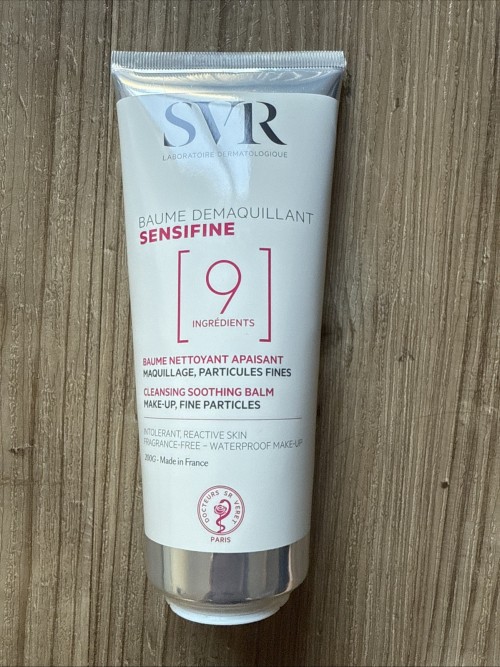 SVR
LABORATOIRE DERMATOLOGIQUE
BAUME DEMAQUILLANT
SENSIFINE
9
INGRÉDIENTS
BAUME NETTOYANT APAISANT
MAQUILLAGE, PARTICULES FINES
CLEANSING SOOTHING BALM
MAKE-UP, FINE PARTICLES
INTOLERANT, REACTIVE SKIN
FRAGRANCE-FREE – WATERPROOF MAKE-UP
200G - Made in France
DOCTEURS SR VERET
PARIS